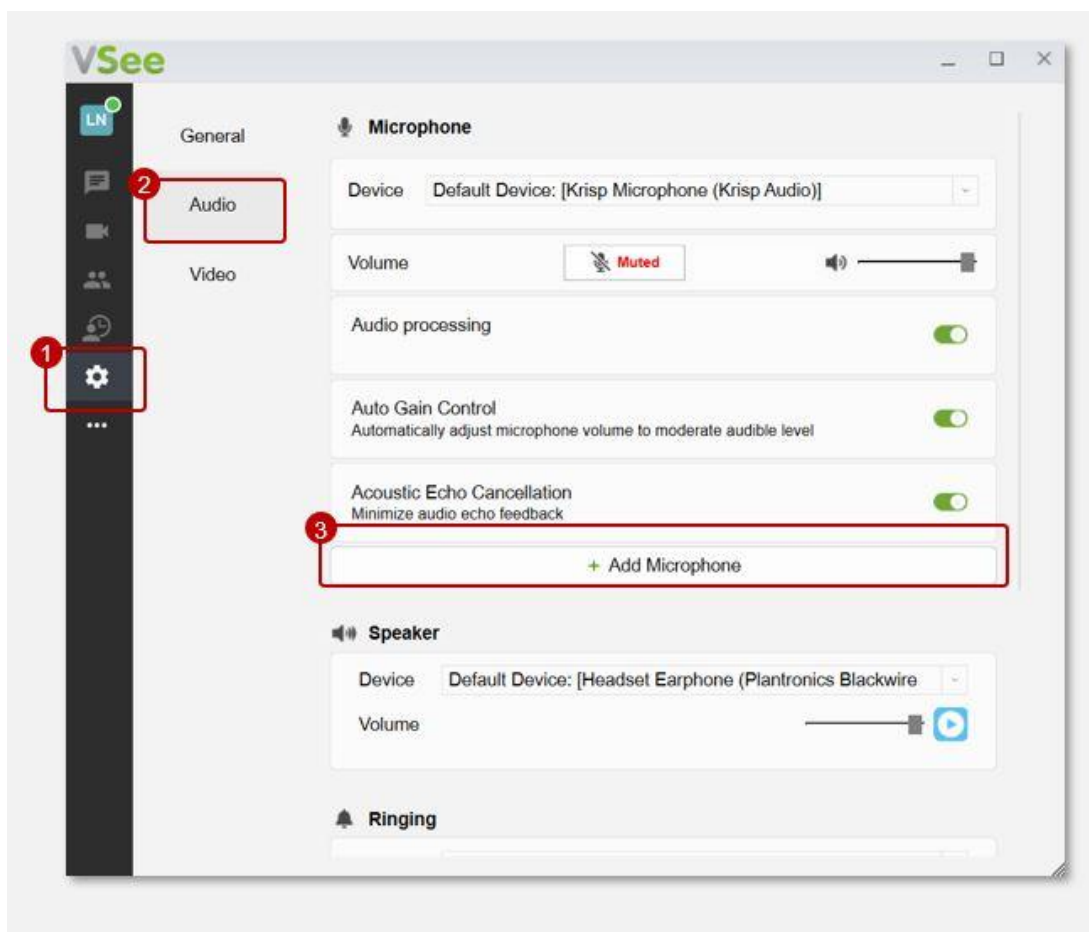 VSee
LN
General
2
Audio
Video
1
Microphone
Device Default Device: [Krisp Microphone (Krisp Audio)]
Volume Muted
Audio processing
Auto Gain Control
Automatically adjust microphone volume to moderate audible level
Acoustic Echo Cancellation
Minimize audio echo feedback
3
+ Add Microphone
Speaker
Device Default Device: [Headset Earphone (Plantronics Blackwire
Volume
Ringing